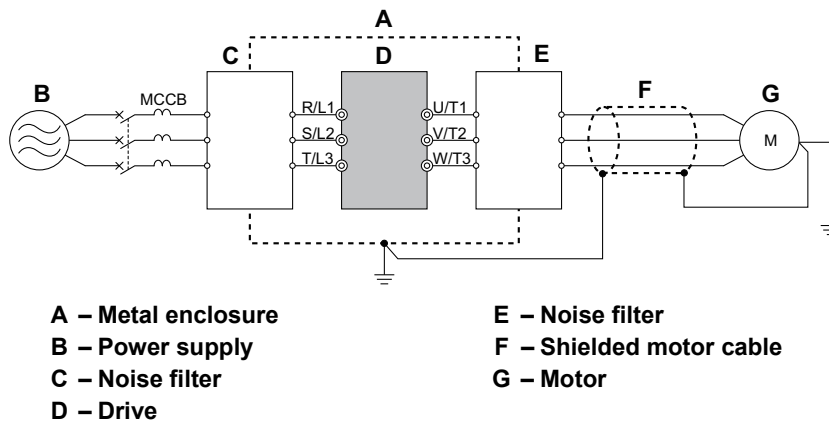 A
C
D
E
B
MCCB
F
G
R/L1
U/T1
S/L2
V/T2
M
T/L3
W/T3
A – Metal enclosure
B – Power supply
C – Noise filter
D – Drive
E – Noise filter
F – Shielded motor cable
G – Motor